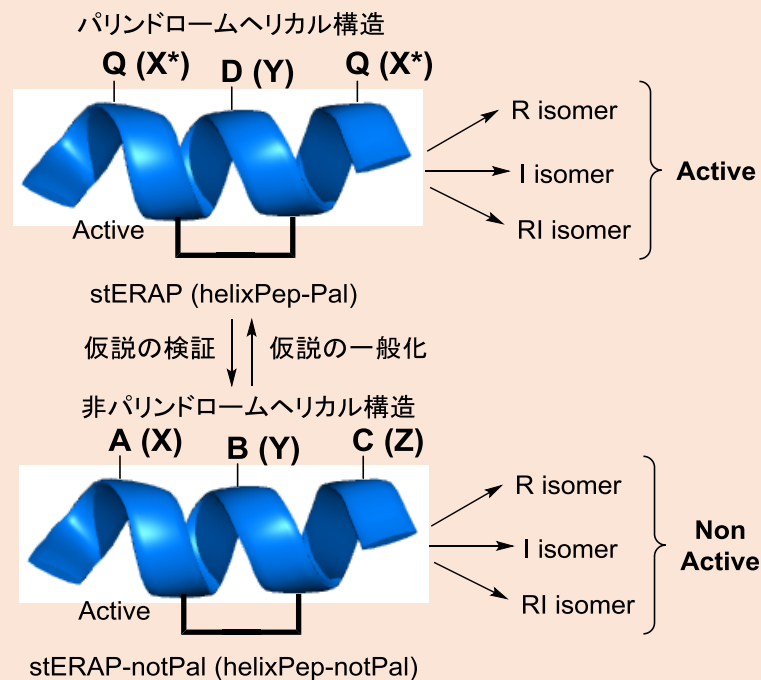 パリンドロームヘリカル構造
Q (X*) D (Y) Q (X*)
R isomer
I isomer
RI isomer
Active
Active
stERAP (helixPep-Pal)
仮説の検証 仮説の一般化
非パリンドロームヘリカル構造
A (X) B (Y) C (Z)
R isomer
I isomer
RI isomer
Non
Active
Active
stERAP-notPal (helixPep-notPal)